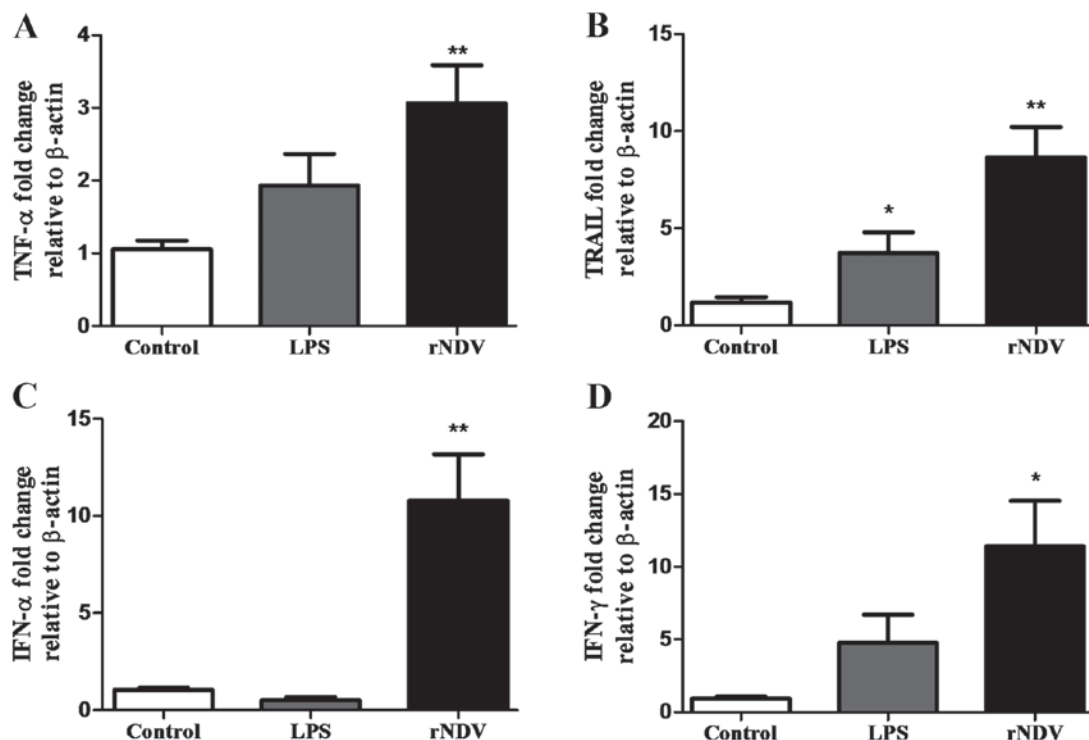 A
TNF-α fold change
relative to β-actin
4
3
2
1
0
**
Control LPS rNDV
B
TRAIL fold change
relative to β-actin
15
10
5
0
*
**
Control LPS rNDV
C
IFN-α fold change
relative to β-actin
15
10
5
0
**
Control LPS rNDV
D
IFN-γ fold change
relative to β-actin
20
15
10
5
0
*
Control LPS rNDV